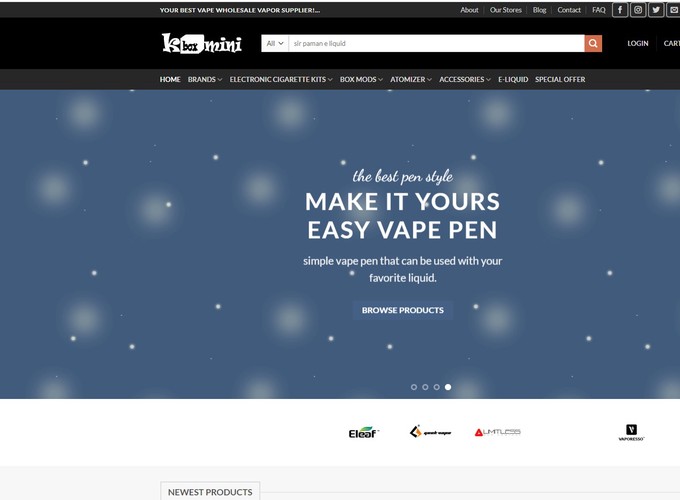 YOUR BEST VAPE WHOLESALE VAPOR SUPPLIER!...
About Our Stores Blog Contact FAQ
kbox mini
All sir paman e liquid
LOGIN CART
HOME BRANDS ELECTRONIC CIGARETTE KITS BOX MODS ATOMIZER ACCESSORIES E-LIQUID SPECIAL OFFER
the best pen style
MAKE IT YOURS
EASY VAPE PEN
simple vape pen that can be used with your
favorite liquid.
BROWSE PRODUCTS
Eleaf geek vape LIMITLESS VAPORESSO
NEWEST PRODUCTS